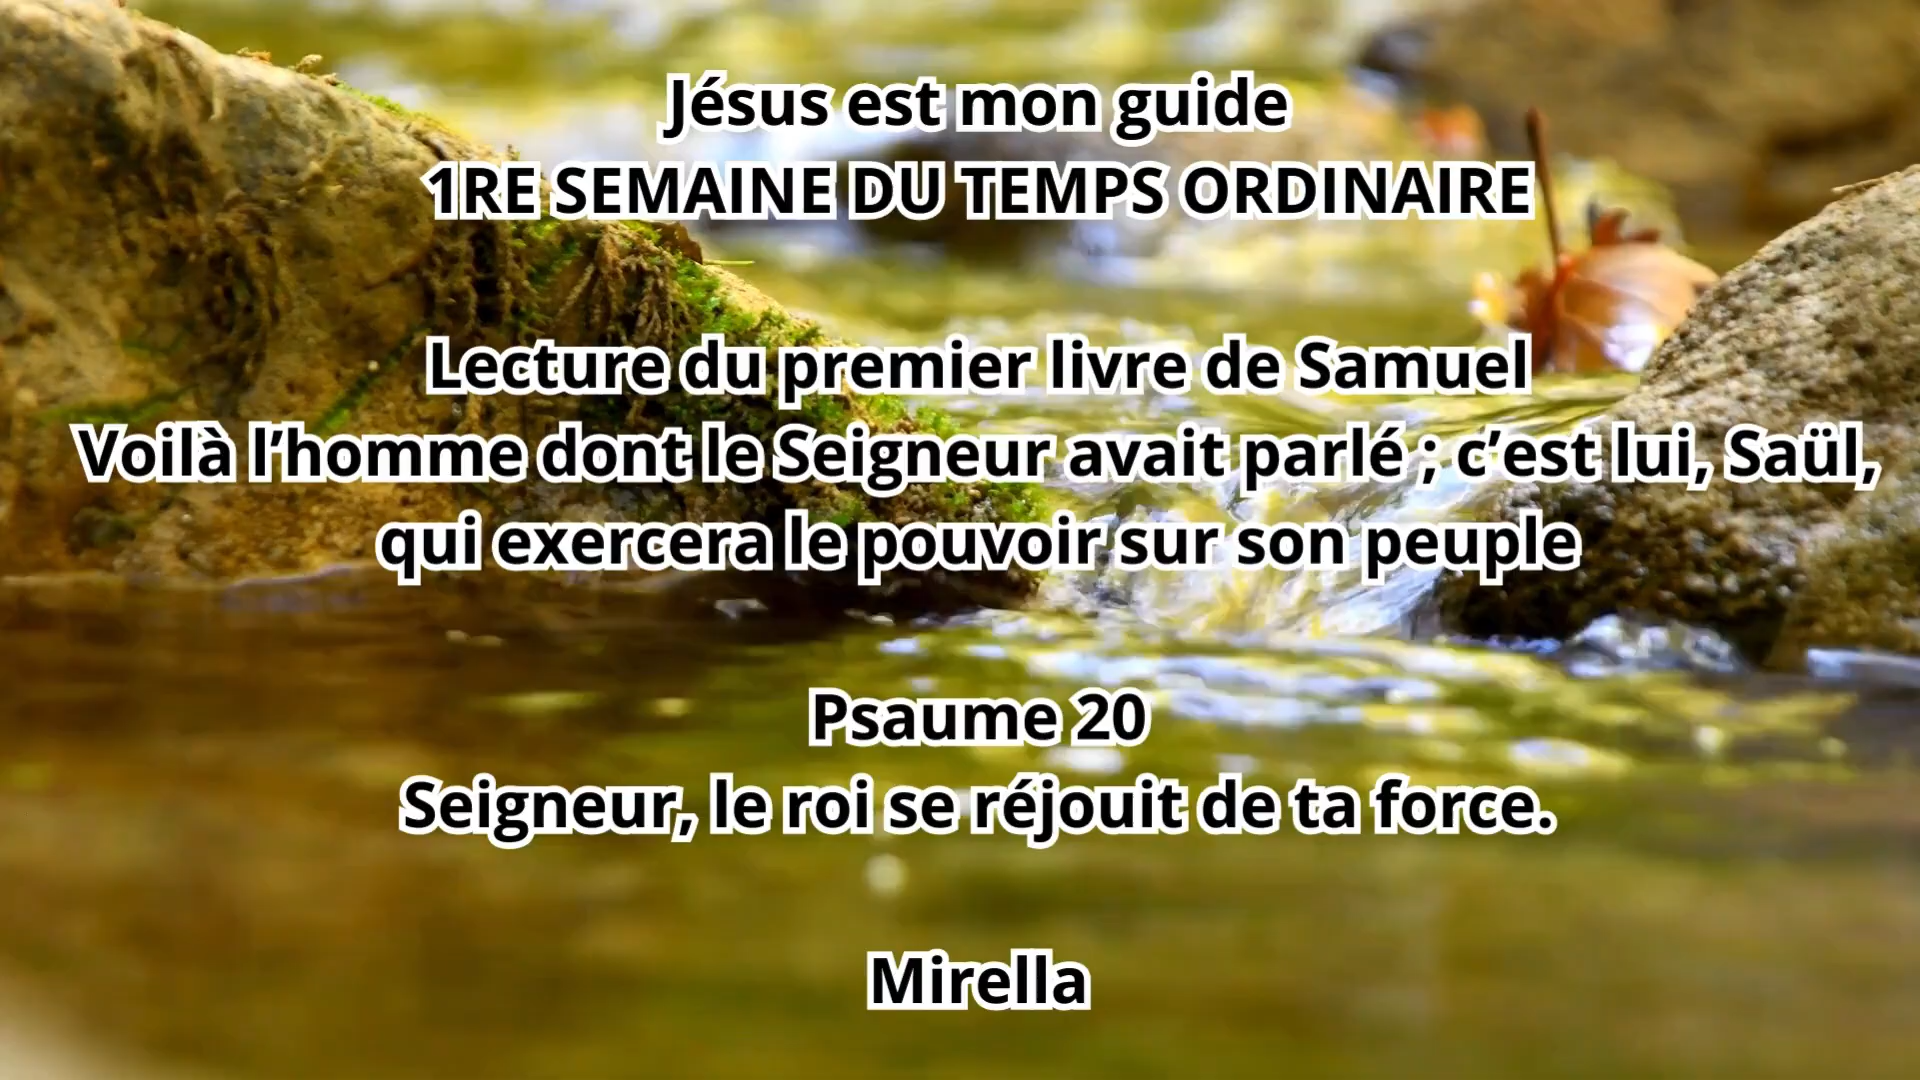 Jésus est mon guide
1RE SEMAINE DU TEMPS ORDINAIRE
Lecture du premier livre de Samuel
Voilà l’homme dont le Seigneur avait parlé ; c’est lui, Saül,
qui exercera le pouvoir sur son peuple
Psaume 20
Seigneur, le roi se réjouit de ta force.
Mirella